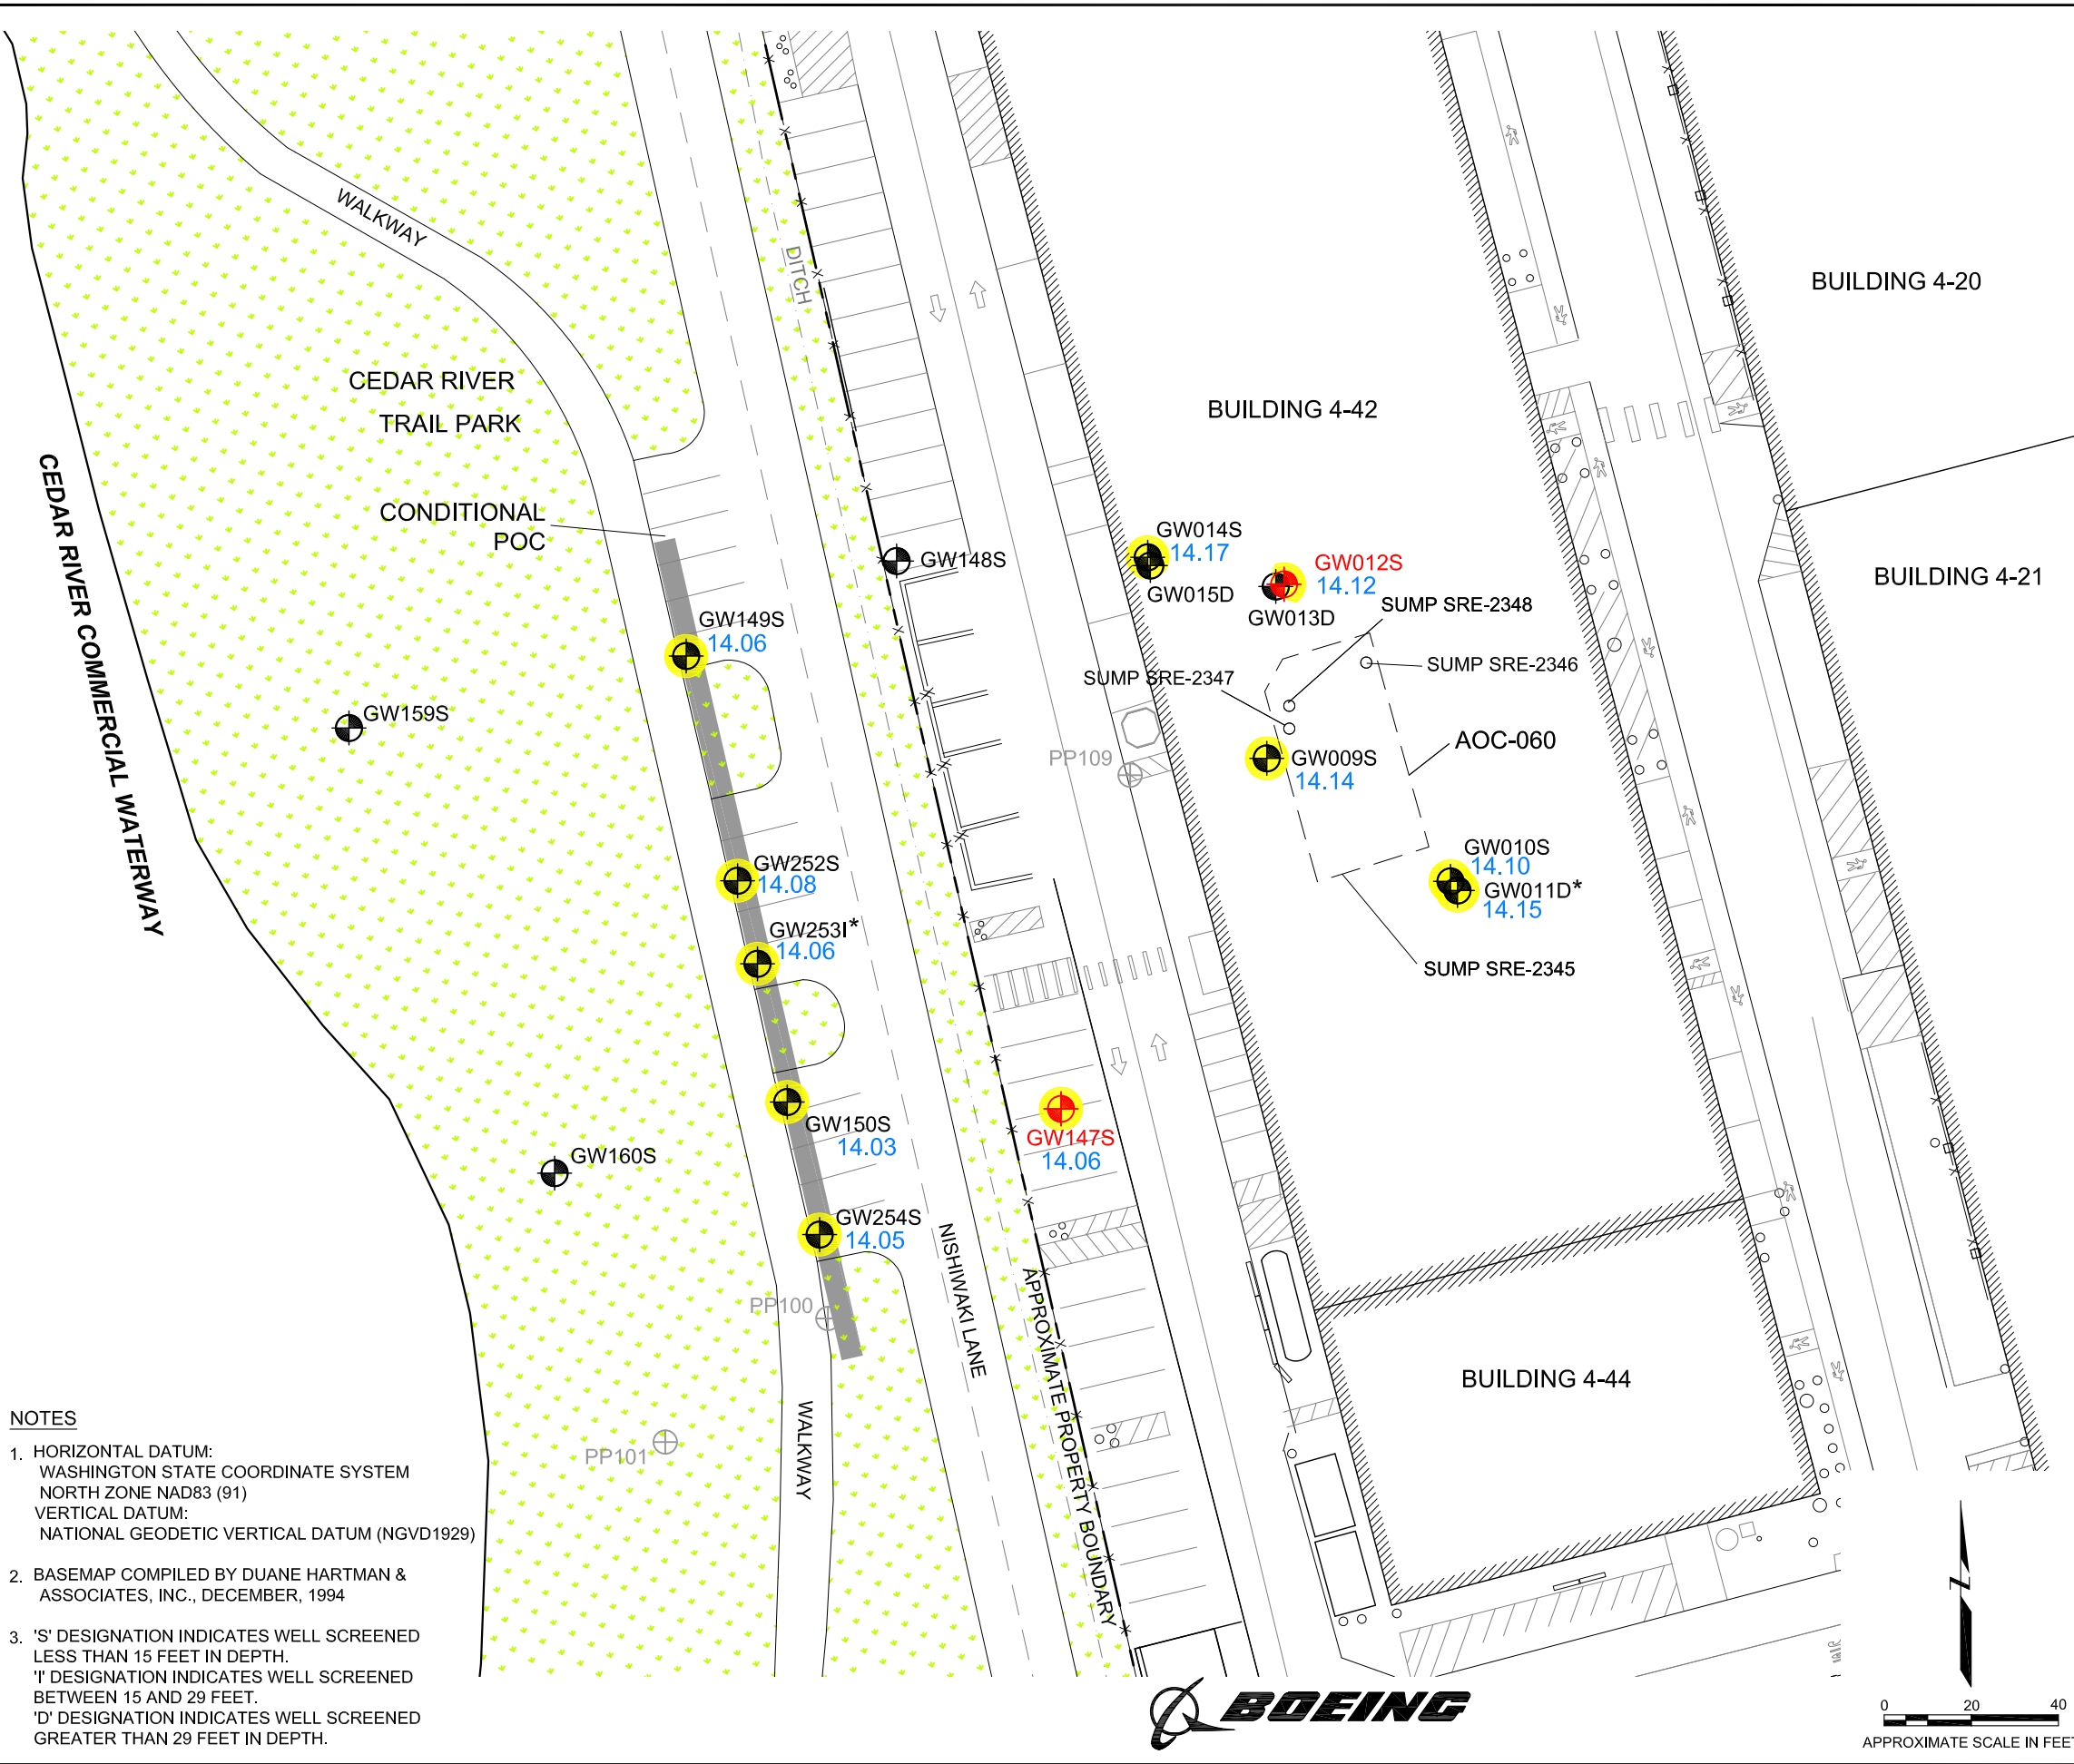 WALKWAY
DITCH
BUILDING 4-20
CEDAR RIVER
TRAIL PARK
BUILDING 4-42
CEDAR RIVER COMMERCIAL WATERWAY
CONDITIONAL
POC
GW148S
GW014S
14.17
GW015D
GW012S
14.12
GW013D
BUILDING 4-21
SUMP SRE-2348
SUMP SRE-2346
SUMP SRE-2347
GW149S
14.06
GW159S
PP109
GW009S
14.14
AOC-060
GW252S
14.08
GW010S
14.10
GW011D*
14.15
GW253I*
14.06
SUMP SRE-2345
GW150S
14.03
GW147S
14.06
GW160S
GW254S
14.05
NISHIWAKI LANE
APPROXIMATE PROPERTY BOUNDARY
PP100
BUILDING 4-44
WALKWAY
PP101
NOTES
1. HORIZONTAL DATUM:
WASHINGTON STATE COORDINATE SYSTEM
NORTH ZONE NAD83 (91)
VERTICAL DATUM:
NATIONAL GEODETIC VERTICAL DATUM (NGVD1929)
2. BASEMAP COMPILED BY DUANE HARTMAN &
ASSOCIATES, INC., DECEMBER, 1994
3. 'S' DESIGNATION INDICATES WELL SCREENED
LESS THAN 15 FEET IN DEPTH.
'I' DESIGNATION INDICATES WELL SCREENED
BETWEEN 15 AND 29 FEET.
'D' DESIGNATION INDICATES WELL SCREENED
GREATER THAN 29 FEET IN DEPTH.
BOEING
N
0 20 40
APPROXIMATE SCALE IN FEET